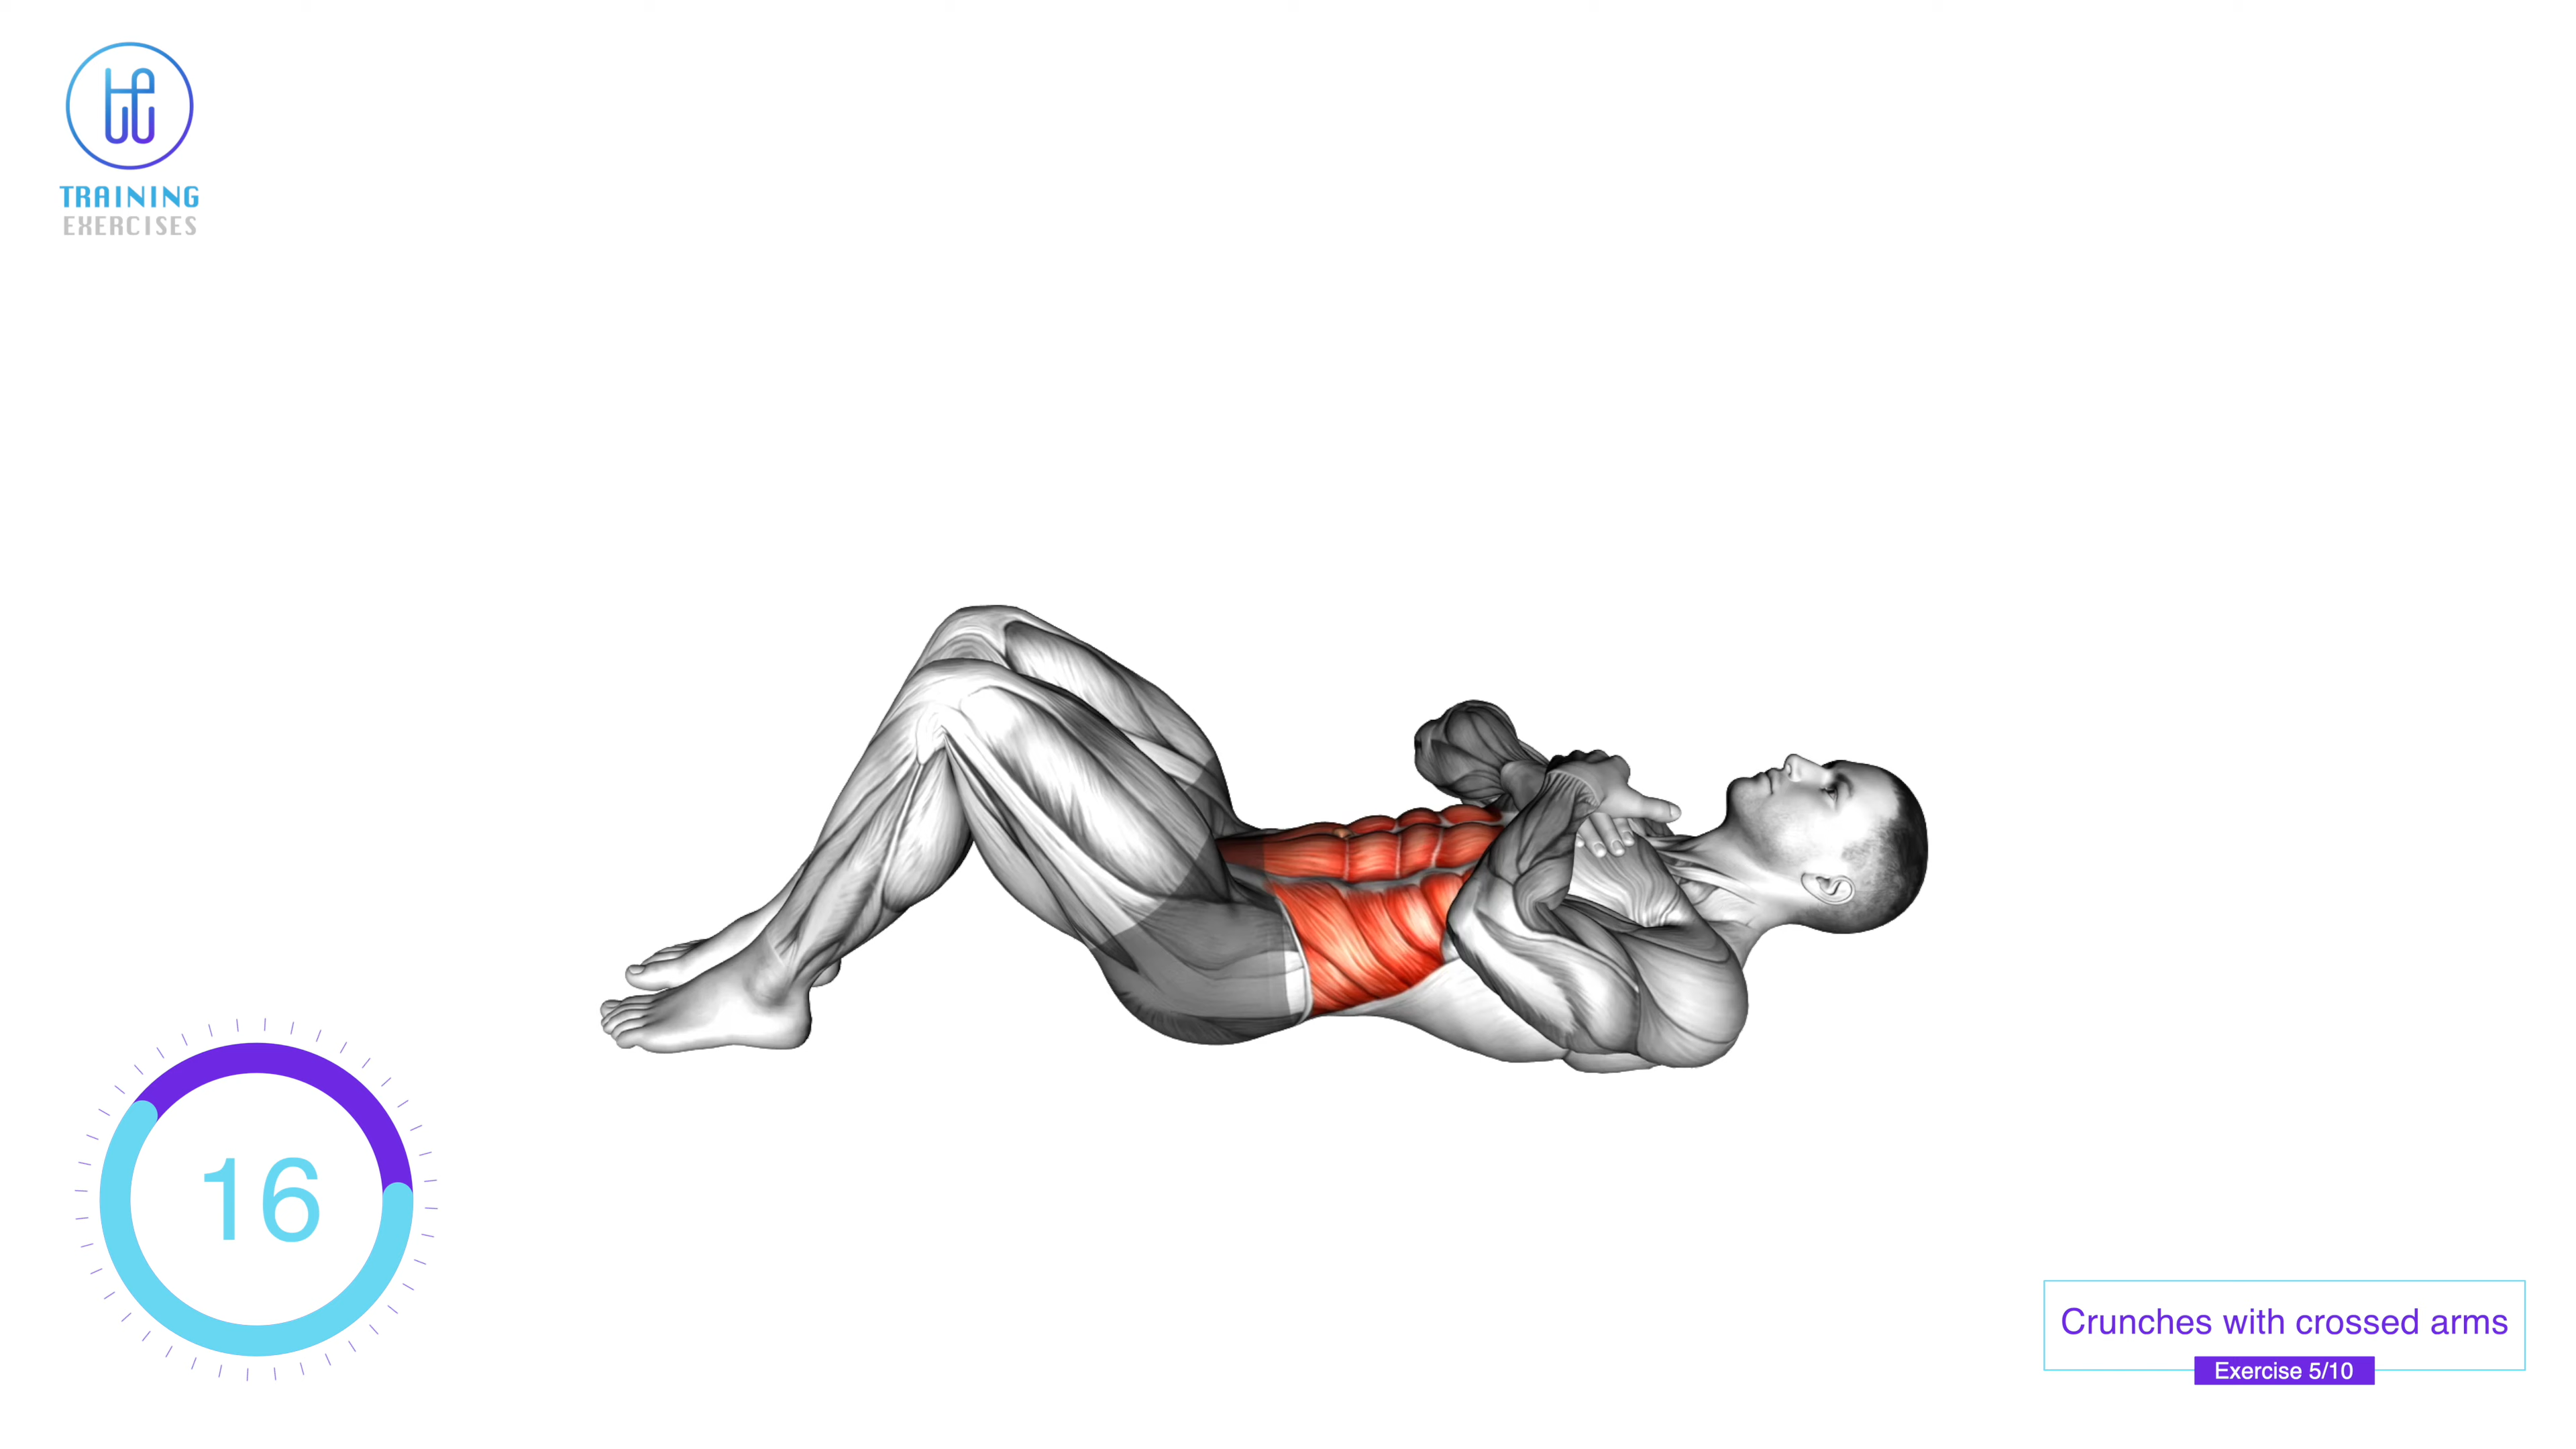 TRAINING
EXERCISES
16
Crunches with crossed arms
Exercise 5/10